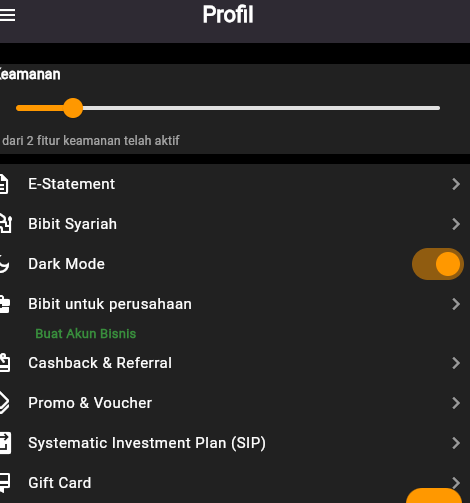 Profil
Keamanan
dari 2 fitur keamanan telah aktif
E-Statement
Bibit Syariah
Dark Mode
Bibit untuk perusahaan
Buat Akun Bisnis
Cashback & Referral
Promo & Voucher
Systematic Investment Plan (SIP)
Gift Card